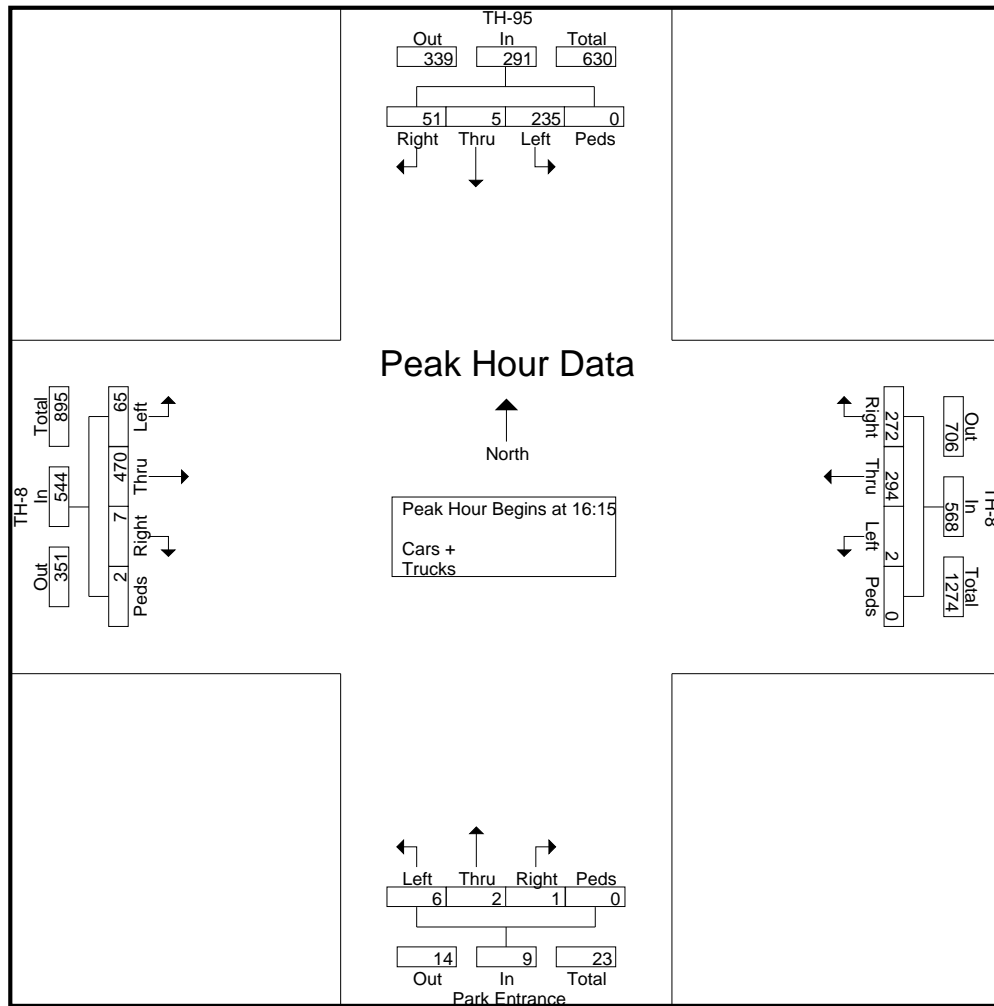 TH-95
Out In Total
339 291 630
51 5 235 0
Right Thru Left Peds
Peak Hour Data
North
Peak Hour Begins at 16:15
Cars +
Trucks
TH-8
Total In Out
895 544 351
65 470 7 2
Left Thru Right Peds
TH-8
Out In Total
706 568 1274
272 294 2 0
Right Thru Left Peds
Left Thru Right Peds
6 2 1 0
14 9 23
Out In Total
Park Entrance